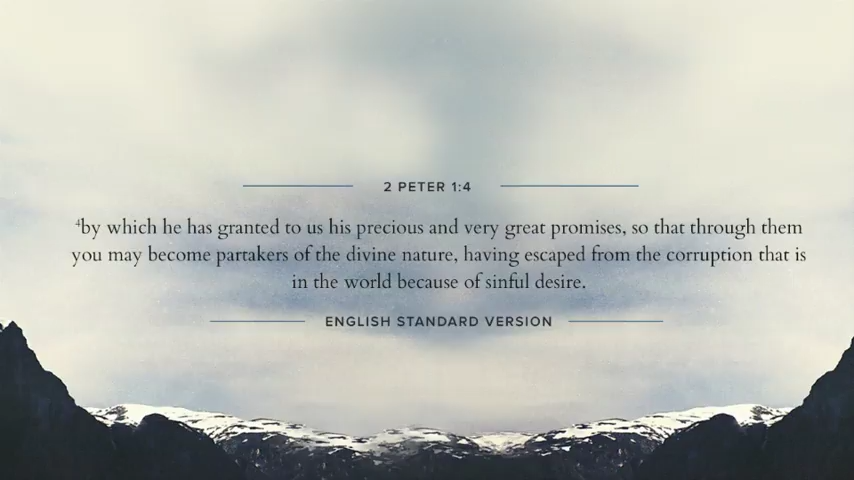 2 PETER 1:4
⁴by which he has granted to us his precious and very great promises, so that through them
you may become partakers of the divine nature, having escaped from the corruption that is
in the world because of sinful desire.
ENGLISH STANDARD VERSION